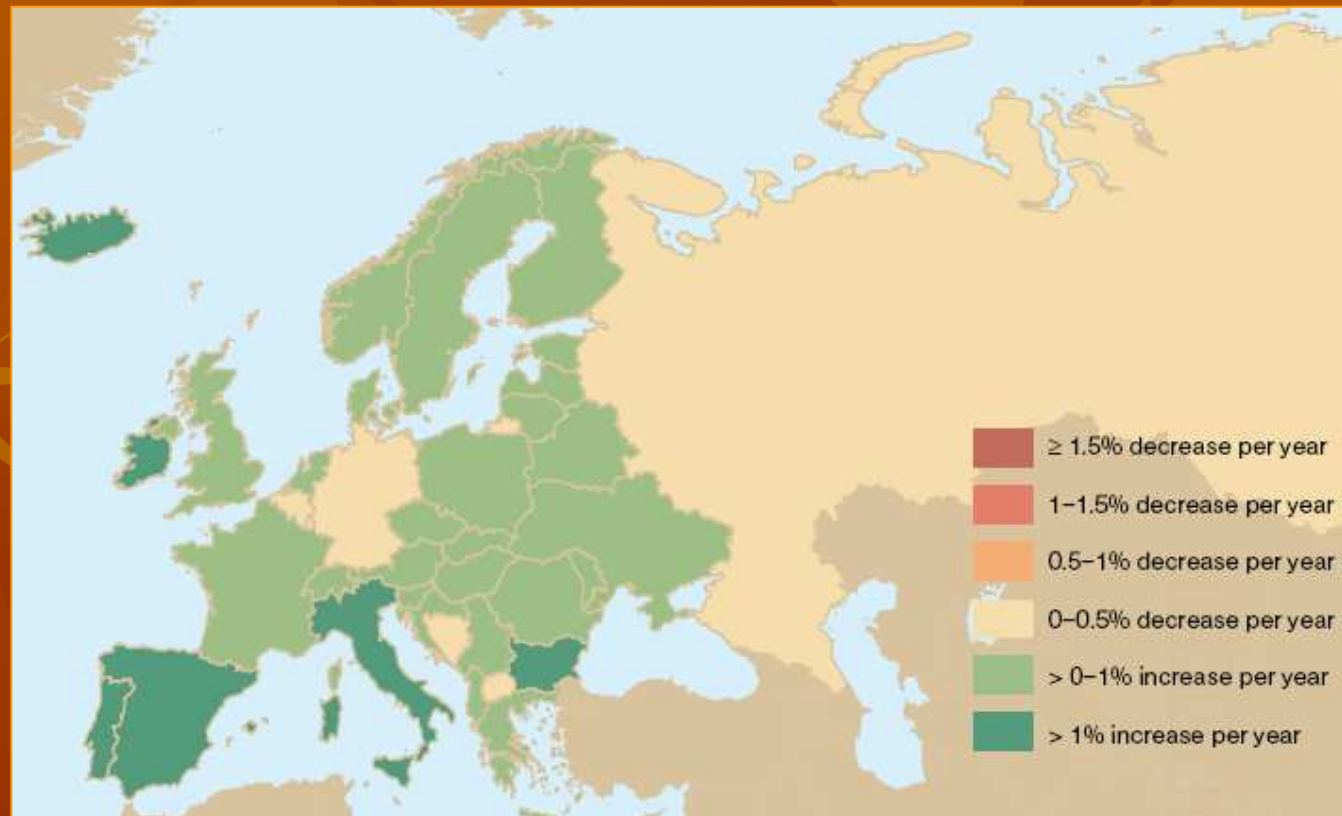 ≥ 1.5% decrease per year
1–1.5% decrease per year
0.5–1% decrease per year
0–0.5% decrease per year
> 0–1% increase per year
> 1% increase per year